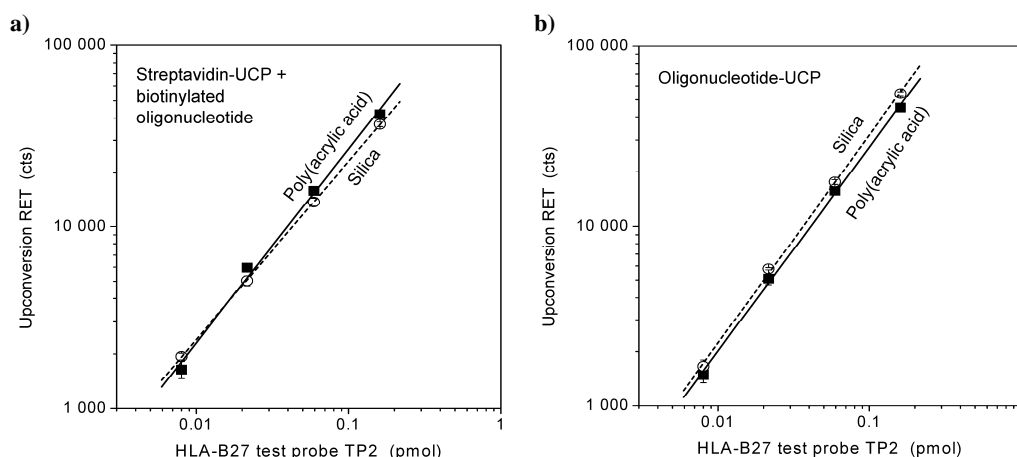 a)
100 000
10 000
1 000
Upconversion RET (cts)
Streptavidin-UCP +
biotinylated
oligonucleotide
Poly(acrylic acid)
Silica
0.01
0.1
1
HLA-B27 test probe TP2 (pmol)
b)
100 000
10 000
1 000
Upconversion RET (cts)
Oligonucleotide-UCP
Silica
Poly(acrylic acid)
0.01
0.1
1
HLA-B27 test probe TP2 (pmol)